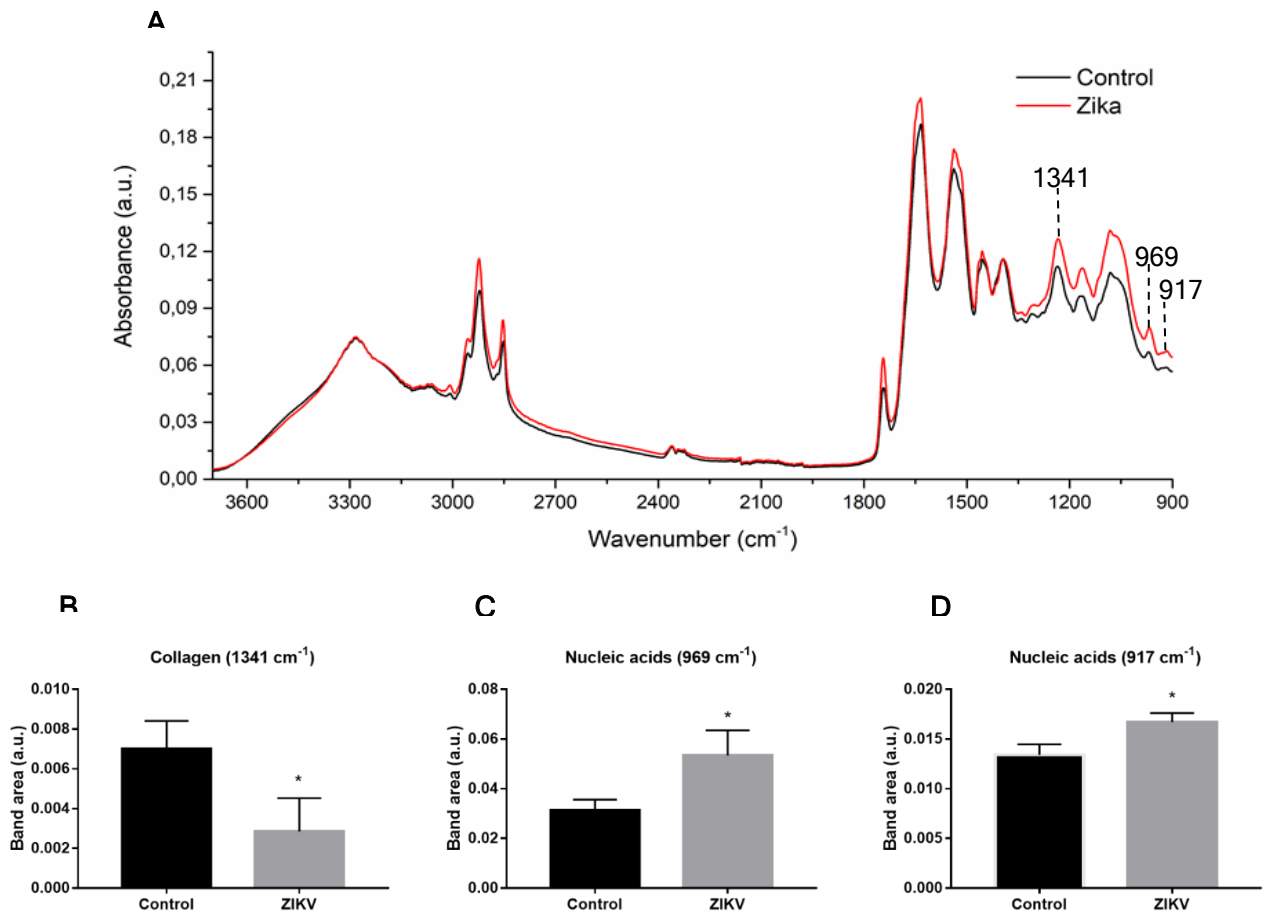 A
0,21
0,18
0,15
0,12
0,09
0,06
0,03
0,00
Absorbance (a.u.)
Control
Zika
1341
969
917
3600 3300 3000 2700 2400 2100 1800 1500 1200 900
Wavenumber (cm-1)
B
Collagen (1341 cm-1)
0.010
0.008
0.006
0.004
0.002
0.000
Band area (a.u.)
*
Control ZIKV
C
Nucleic acids (969 cm-1)
0.08
0.06
0.04
0.02
0.00
Band area (a.u.)
*
Control ZIKV
D
Nucleic acids (917 cm-1)
0.020
0.015
0.010
0.005
0.000
Band area (a.u.)
*
Control ZIKV